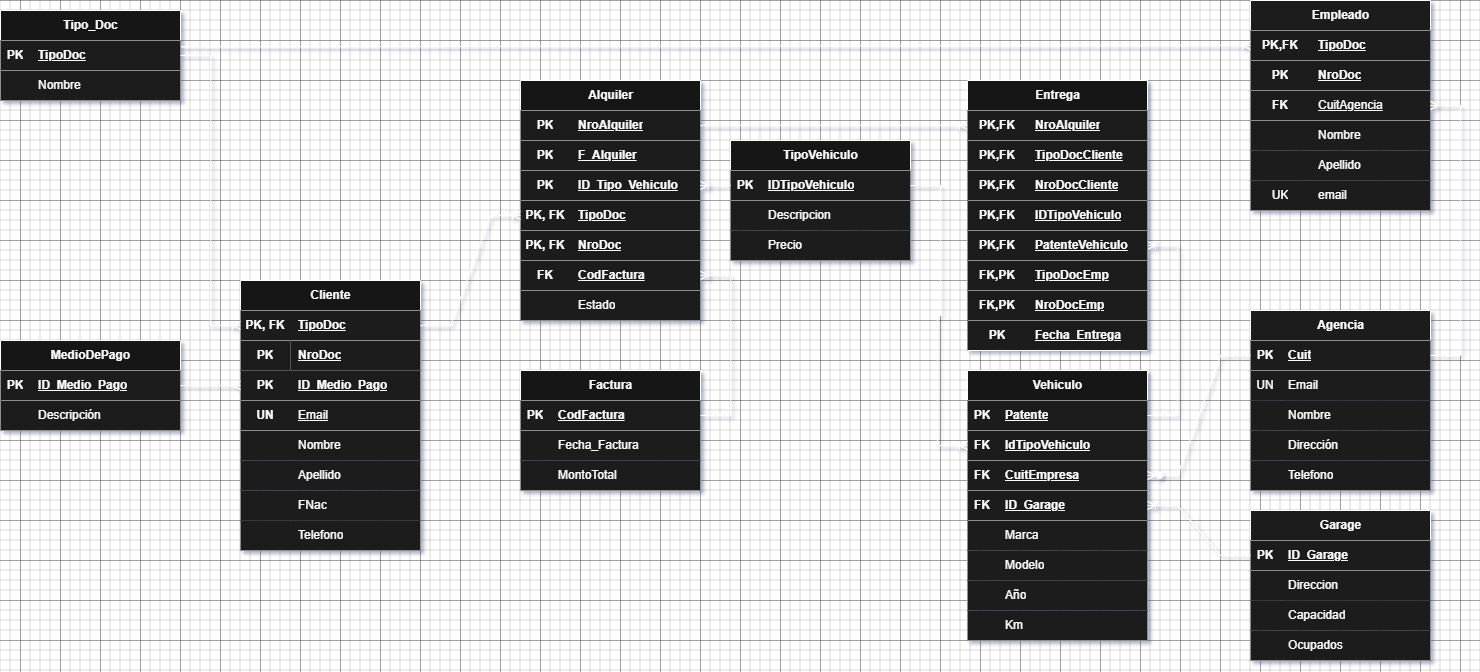 Tipo_Doc
PK TipoDoc
Nombre
MedioDePago
PK ID_Medio_Pago
Descripción
Cliente
PK, FK TipoDoc
PK NroDoc
PK ID_Medio_Pago
UN Email
Nombre
Apellido
FNac
Telefono
Alquiler
PK NroAlquiler
PK F_Alquiler
PK ID_Tipo_Vehiculo
PK, FK TipoDoc
PK, FK NroDoc
FK CodFactura
Estado
Factura
PK CodFactura
Fecha_Factura
MontoTotal
TipoVehiculo
PK IDTipoVehiculo
Descripcion
Precio
Entrega
PK,FK NroAlquiler
PK,FK TipoDocCliente
PK,FK NroDocCliente
PK,FK IDTipoVehiculo
PK,FK PatenteVehiculo
FK,PK TipoDocEmp
FK,PK NroDocEmp
PK Fecha_Entrega
Vehiculo
PK Patente
FK IdTipoVehiculo
FK CuitEmpresa
FK ID_Garage
Marca
Modelo
Año
Km
Empleado
PK,FK TipoDoc
PK NroDoc
FK CuitAgencia
Nombre
Apellido
UK email
Agencia
PK Cuit
UN Email
Nombre
Dirección
Telefono
Garage
PK ID_Garage
Direccion
Capacidad
Ocupados